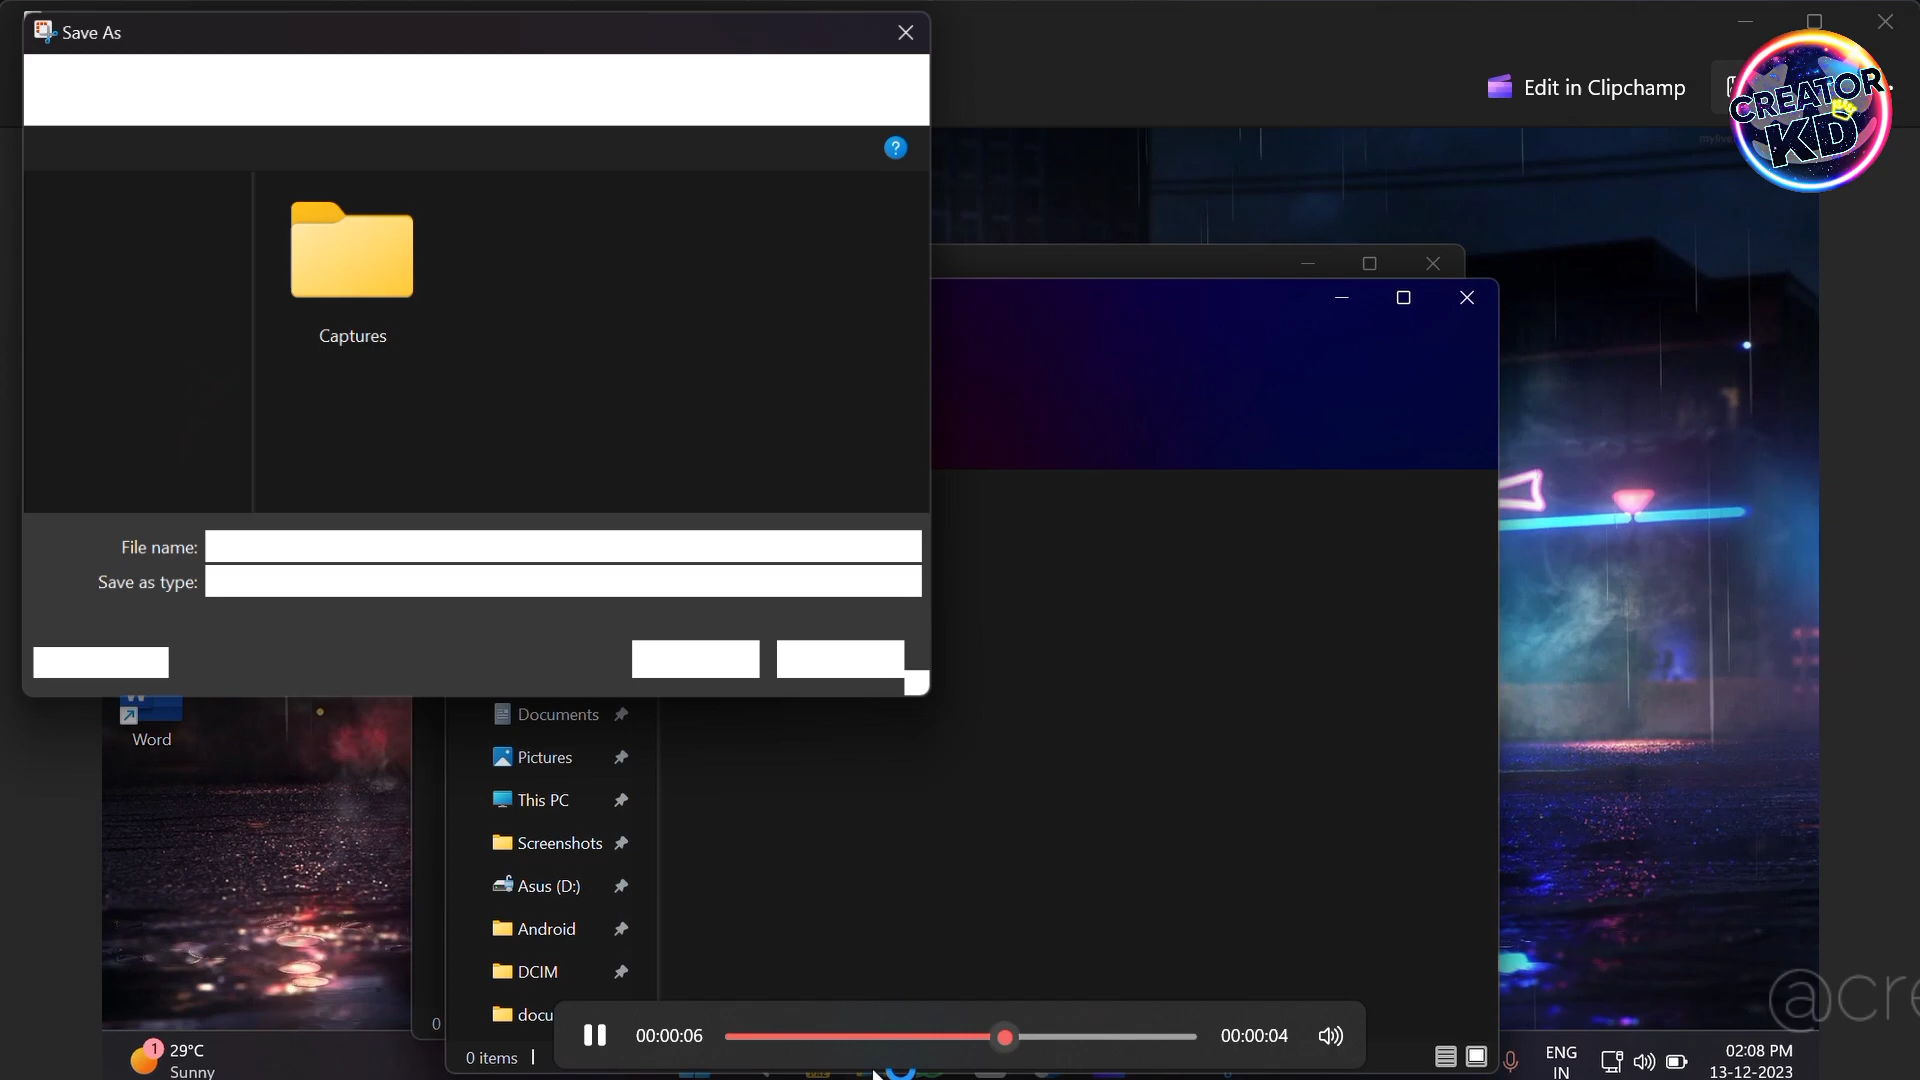 Save As
Edit in Clipchamp
CREATOR
KD
?
Captures
File name:
Save as type:
Word
Documents
Pictures
This PC
Screenshots
Asus (D:)
Android
DCIM
docu
0
0 items
00:00:06
00:00:04
1
29°C
Sunny
ENG
IN
02:08 PM
13-12-2023
@cre